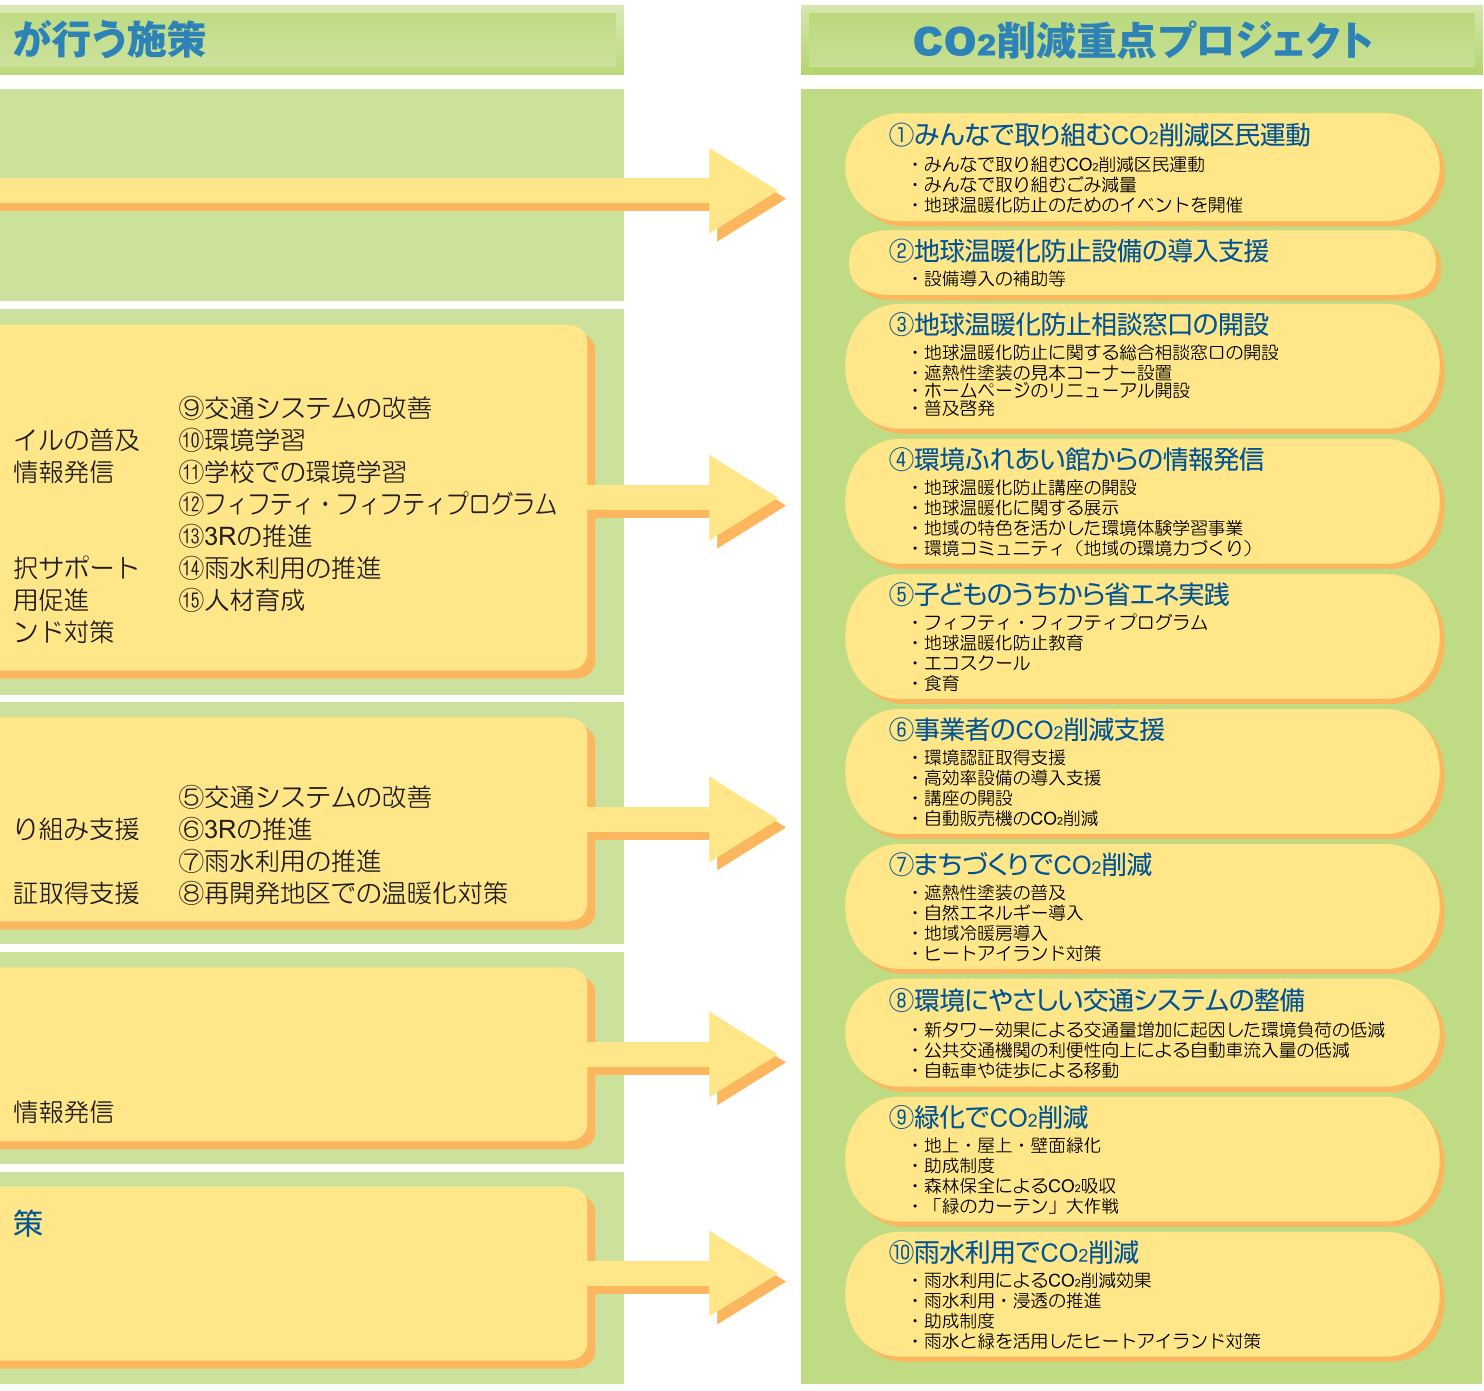 が行う施策
イルの普及
情報発信
択サポート
用促進
ンド対策
⑨交通システムの改善
⑩環境学習
⑪学校での環境学習
⑫フィフティ・フィフティプログラム
⑬3Rの推進
⑭雨水利用の推進
⑮人材育成
り組み支援
証取得支援
⑤交通システムの改善
⑥3Rの推進
⑦雨水利用の推進
⑧再開発地区での温暖化対策
情報発信
策
CO2削減重点プロジェクト
①みんなで取り組むCO2削減区民運動
・みんなで取り組むCO2削減区民運動
・みんなで取り組むごみ減量
・地球温暖化防止のためのイベントを開催
②地球温暖化防止設備の導入支援
・設備導入の補助等
③地球温暖化防止相談窓口の開設
・地球温暖化防止に関する総合相談窓口の開設
・遮熱性塗装の見本コーナー設置
・ホームページのリニューアル開設
・普及啓発
④環境ふれあい館からの情報発信
・地球温暖化防止講座の開設
・地球温暖化に関する展示
・地域の特色を活かした環境体験学習事業
・環境コミュニティ（地域の環境力づくり）
⑤子どものうちから省エネ実践
・フィフティ・フィフティプログラム
・地球温暖化防止教育
・エコスクール
・食育
⑥事業者のCO2削減支援
・環境認証取得支援
・高効率設備の導入支援
・講座の開設
・自動販売機のCO2削減
⑦まちづくりでCO2削減
・遮熱性塗装の普及
・自然エネルギー導入
・地域冷暖房導入
・ヒートアイランド対策
⑧環境にやさしい交通システムの整備
・新タワー効果による交通量増加に起因した環境負荷の低減
・公共交通機関の利便性向上による自動車流入量の低減
・自転車や徒歩による移動
⑨緑化でCO2削減
・地上・屋上・壁面緑化
・助成制度
・森林保全によるCO2吸収
・「緑のカーテン」大作戦
⑩雨水利用でCO2削減
・雨水利用によるCO2削減効果
・雨水利用・浸透の推進
・助成制度
・雨水と緑を活用したヒートアイランド対策